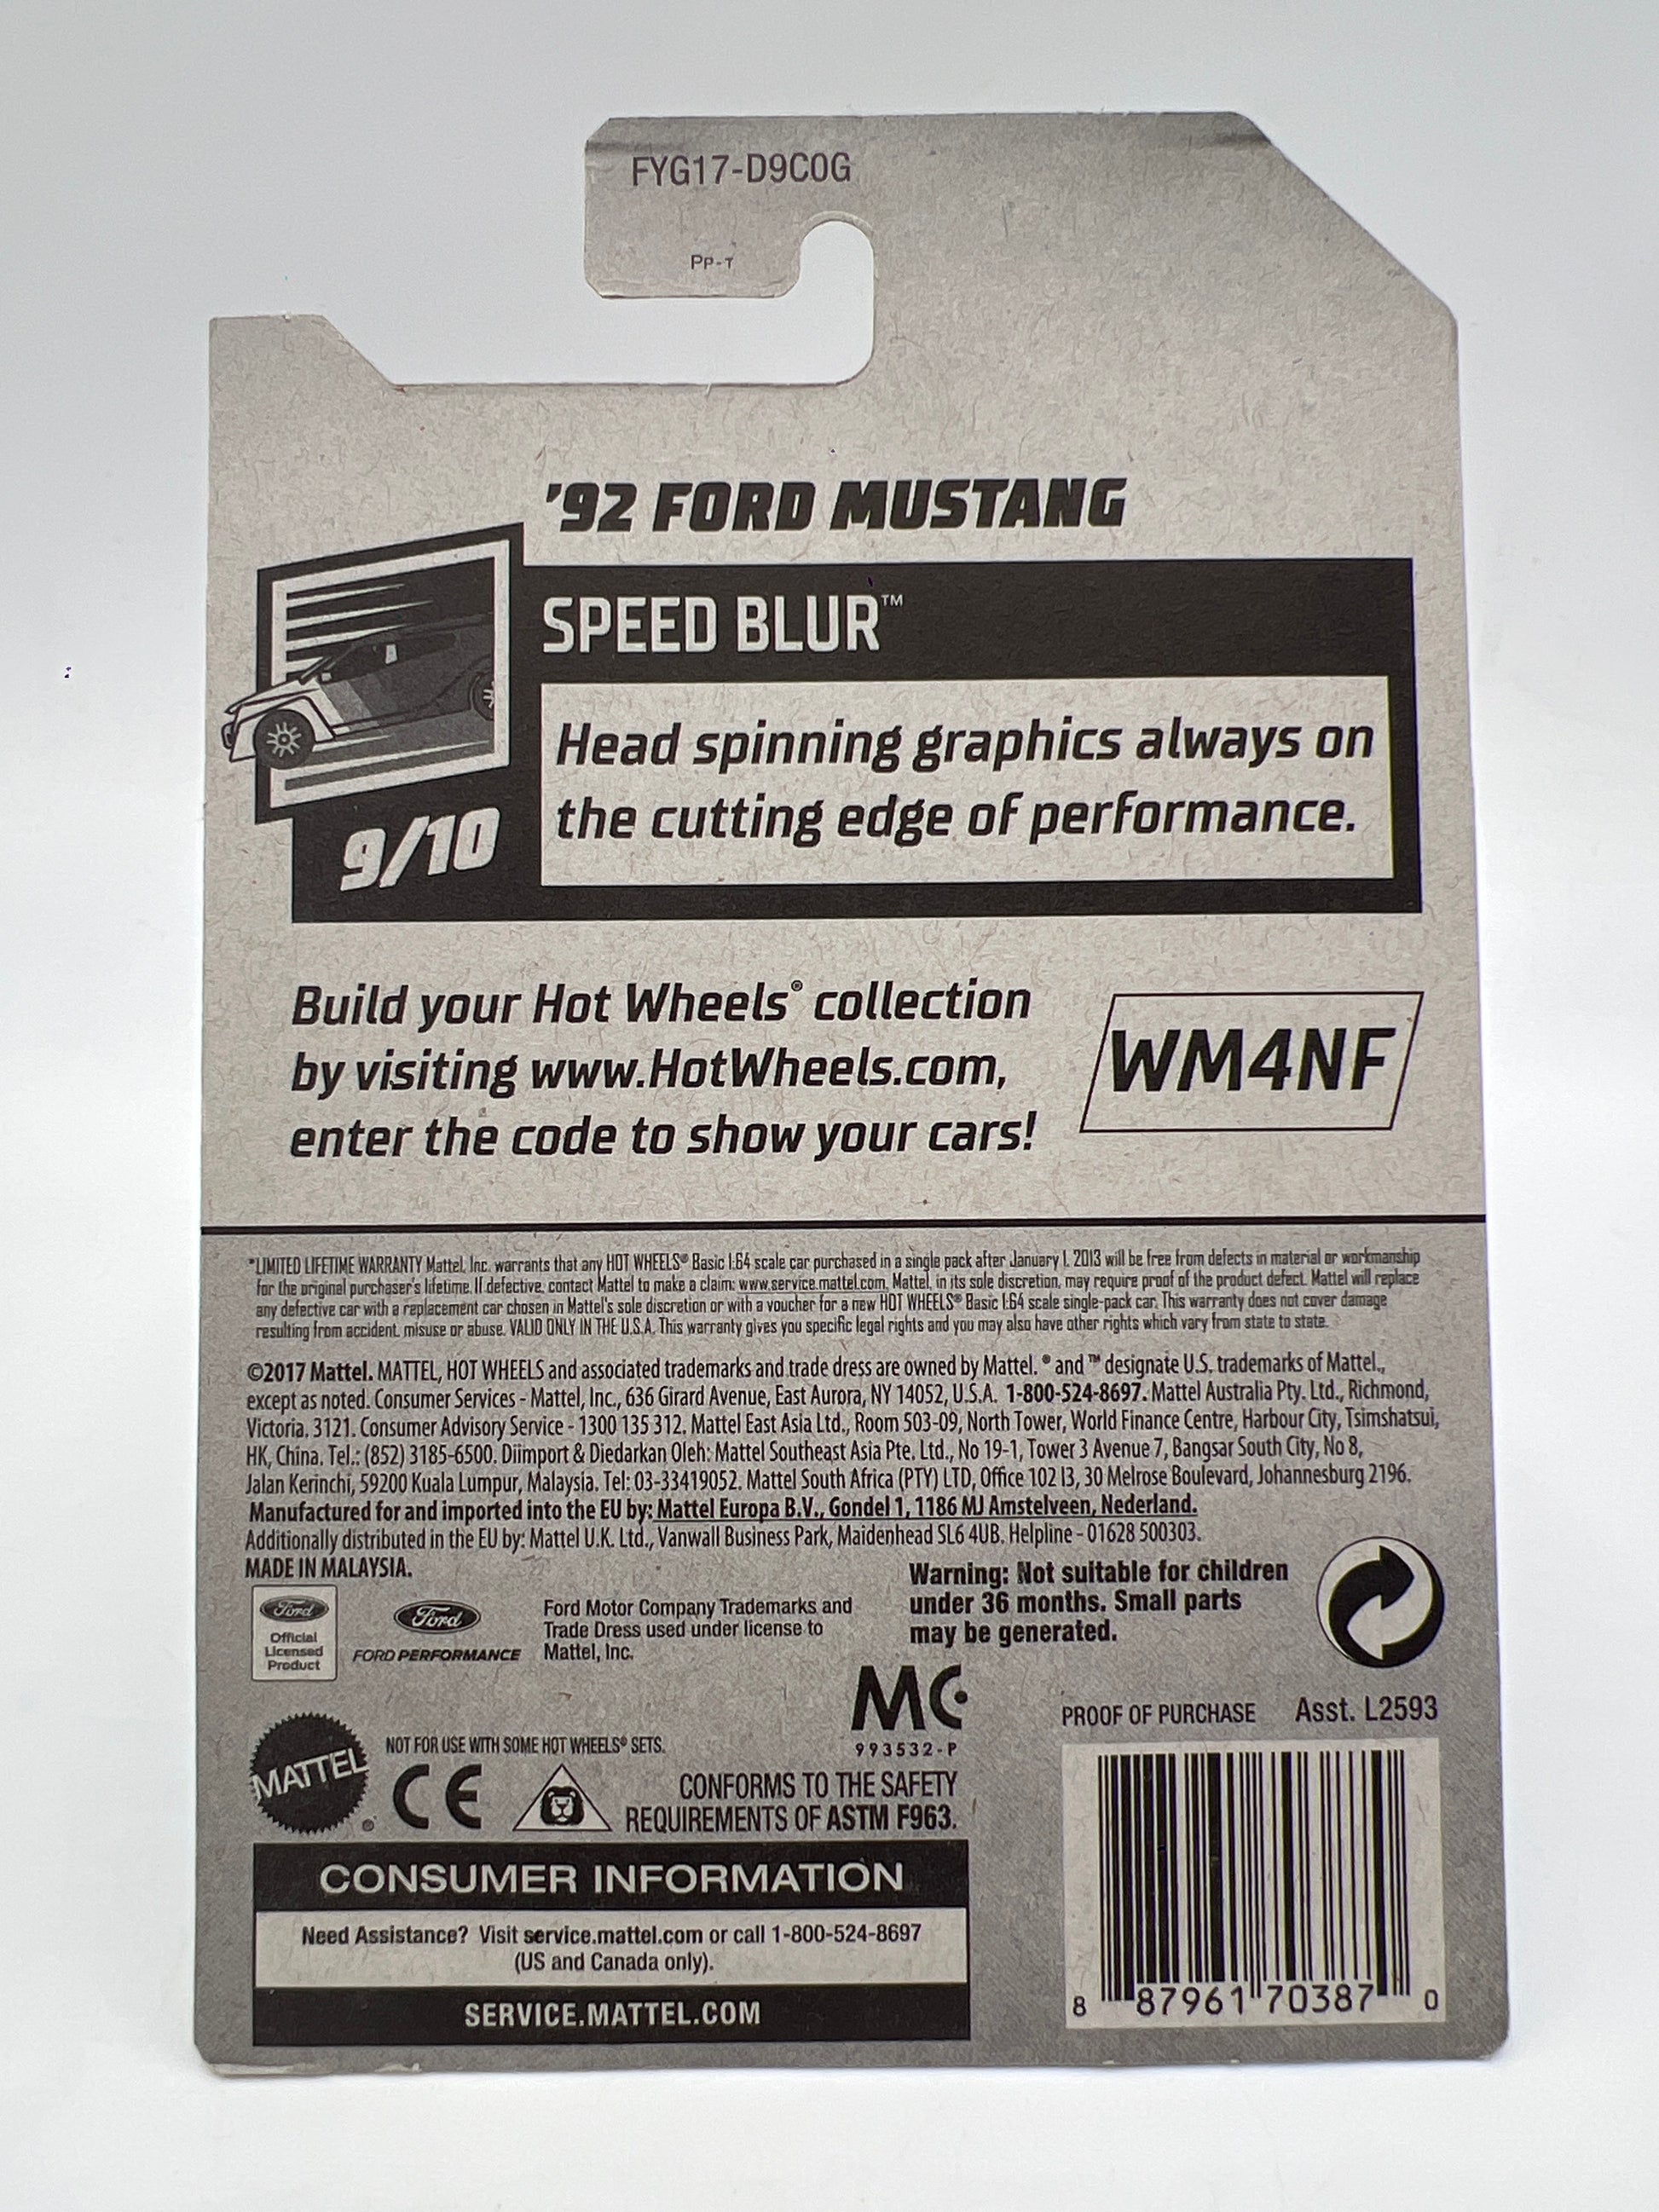 FYG17-D9C0G
PP-T
'92 FORD MUSTANG
SPEED BLUR™
Head spinning graphics always on
the cutting edge of performance.
9/10
Build your Hot Wheels® collection
by visiting www.HotWheels.com,
enter the code to show your cars!
WM4NF
*LIMITED LIFETIME WARRANTY Mattel, Inc. warrants that any HOT WHEELS® Basic 1:64 scale car purchased in a single pack after January 1, 2013 will be free from defects in material or workmanship
for the original purchaser's lifetime. If defective, contact Mattel to make a claim: www.service.mattel.com. Mattel, in its sole discretion, may require proof of the product defect. Mattel will replace
any defective car with a replacement car chosen in Mattel's sole discretion or with a voucher for a new HOT WHEELS® Basic 1:64 scale single-pack car. This warranty does not cover damage
resulting from accident, misuse or abuse. VALID ONLY IN THE U.S.A. This warranty gives you specific legal rights and you may also have other rights which vary from state to state.
©2017 Mattel. MATTEL, HOT WHEELS and associated trademarks and trade dress are owned by Mattel. ® and ™ designate U.S. trademarks of Mattel.,
except as noted. Consumer Services - Mattel, Inc., 636 Girard Avenue, East Aurora, NY 14052, U.S.A. 1-800-524-8697. Mattel Australia Pty. Ltd., Richmond,
Victoria. 3121. Consumer Advisory Service - 1300 135 312. Mattel East Asia Ltd., Room 503-09, North Tower, World Finance Centre, Harbour City, Tsimshatsui,
HK, China. Tel.: (852) 3185-6500. Diimport & Diedarkan Oleh: Mattel Southeast Asia Pte. Ltd., No 19-1, Tower 3 Avenue 7, Bangsar South City, No 8,
Jalan Kerinchi, 59200 Kuala Lumpur, Malaysia. Tel: 03-33419052. Mattel South Africa (PTY) LTD, Office 102 I3, 30 Melrose Boulevard, Johannesburg 2196.
Manufactured for and imported into the EU by: Mattel Europa B.V., Gondel 1, 1186 MJ Amstelveen, Nederland.
Additionally distributed in the EU by: Mattel U.K. Ltd., Vanwall Business Park, Maidenhead SL6 4UB. Helpline - 01628 500303.
MADE IN MALAYSIA.
Ford
Official
Licensed
Product
Ford
FORD PERFORMANCE
Ford Motor Company Trademarks and
Trade Dress used under license to
Mattel, Inc.
Warning: Not suitable for children
under 36 months. Small parts
may be generated.
MC
993532-P
PROOF OF PURCHASE Asst. L2593
MATTEL®
NOT FOR USE WITH SOME HOT WHEELS® SETS.
CE
CONFORMS TO THE SAFETY
REQUIREMENTS OF ASTM F963.
CONSUMER INFORMATION
Need Assistance? Visit service.mattel.com or call 1-800-524-8697
(US and Canada only).
SERVICE.MATTEL.COM
8 87961 70387 0